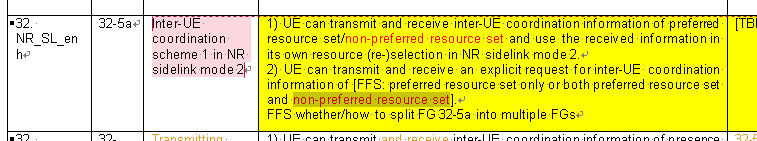 32. NR_SL_en h
32-5a
Inter-UE coordination scheme 1 in NR sidelink mode 2
1) UE can transmit and receive inter-UE coordination information of preferred
resource set/non-preferred resource set and use the received information in
its own resource (re-)selection in NR sidelink mode 2.
2) UE can transmit and receive an explicit request for inter-UE coordination
information of [FFS: preferred resource set only or both preferred resource set
and non-preferred resource set].
FFS whether/how to split FG 32-5a into multiple FGs
32.
32-
Transmitting
1) UE can transmit and receive inter-UE coordination information of presence